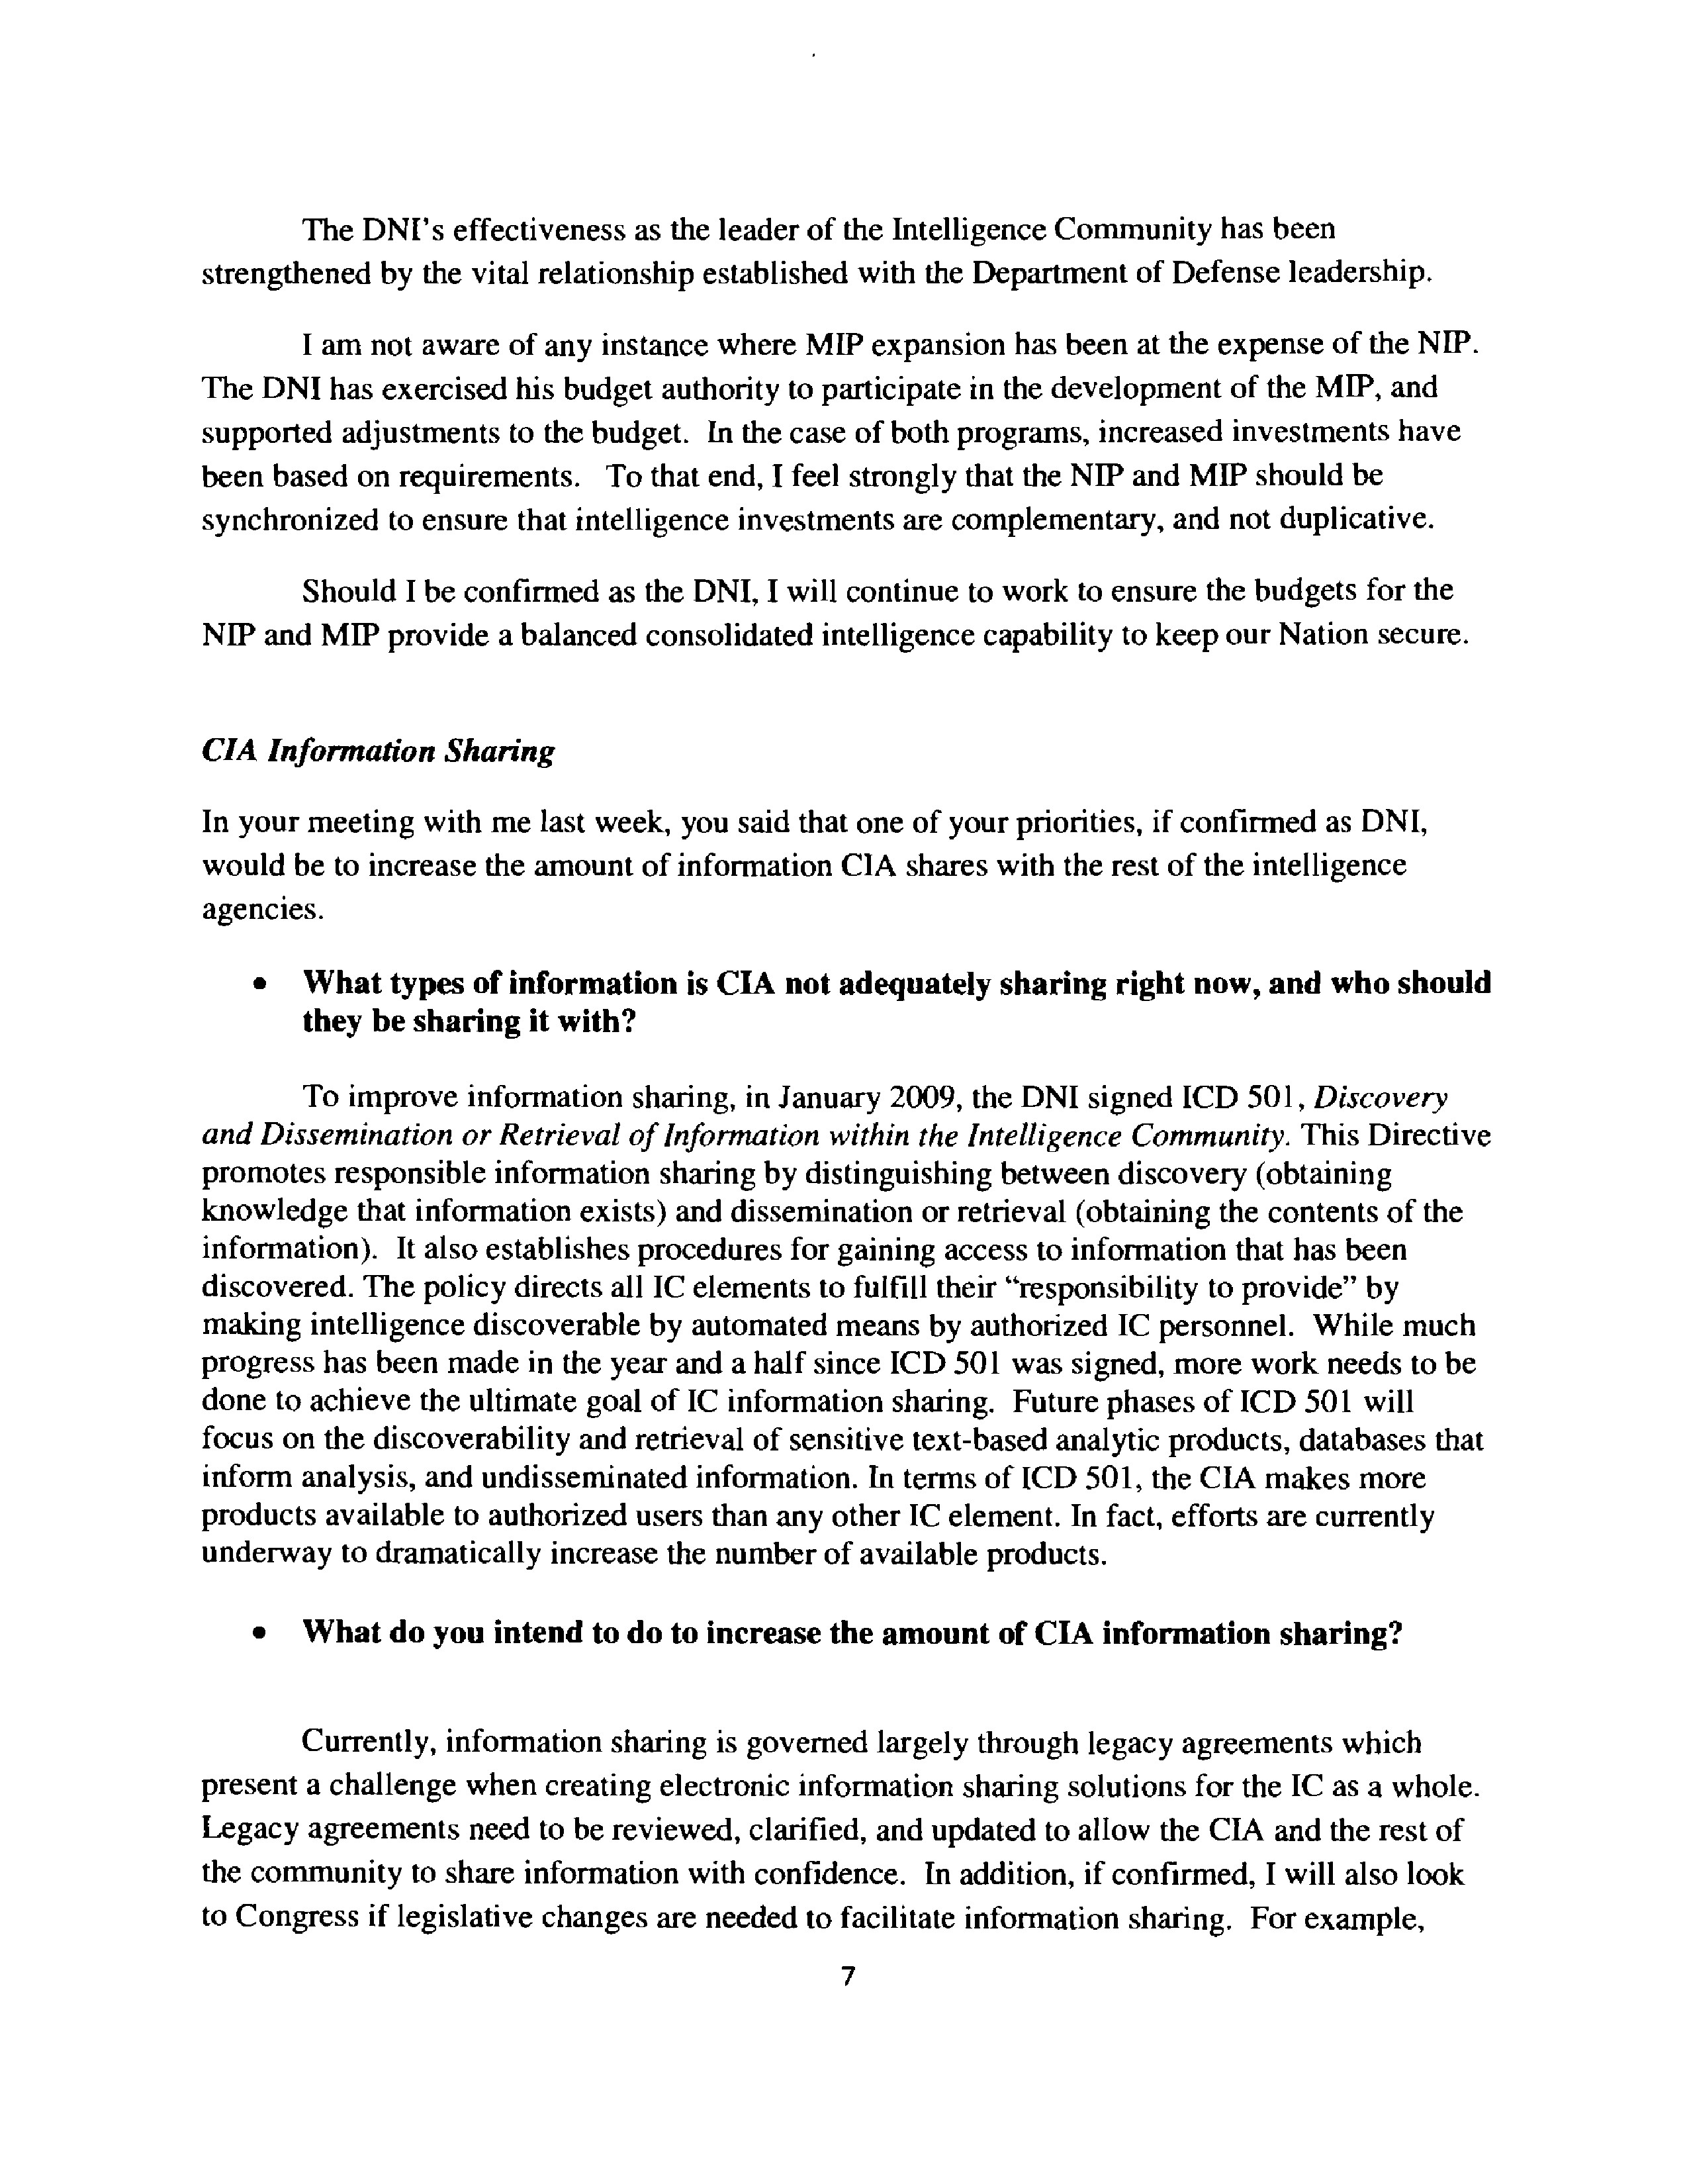 The DNI's effectiveness as the leader of the Intelligence Community has been
strengthened by the vital relationship established with the Department of Defense leadership.
I am not aware of any instance where MIP expansion has been at the expense of the NIP.
The DNI has exercised his budget authority to participate in the development of the MIP, and
supported adjustments to the budget. In the case of both programs, increased investments have
been based on requirements. To that end, I feel strongly that the NIP and MIP should be
synchronized to ensure that intelligence investments are complementary, and not duplicative.
Should I be confirmed as the DNI, I will continue to work to ensure the budgets for the
NIP and MIP provide a balanced consolidated intelligence capability to keep our Nation secure.
CIA Information Sharing
In your meeting with me last week, you said that one of your priorities, if confirmed as DNI,
would be to increase the amount of information CIA shares with the rest of the intelligence
agencies.
• What types of information is CIA not adequately sharing right now, and who should
they be sharing it with?
To improve information sharing, in January 2009, the DNI signed ICD 501, Discovery
and Dissemination or Retrieval of Information within the Intelligence Community. This Directive
promotes responsible information sharing by distinguishing between discovery (obtaining
knowledge that information exists) and dissemination or retrieval (obtaining the contents of the
information). It also establishes procedures for gaining access to information that has been
discovered. The policy directs all IC elements to fulfill their “responsibility to provide” by
making intelligence discoverable by automated means by authorized IC personnel. While much
progress has been made in the year and a half since ICD 501 was signed, more work needs to be
done to achieve the ultimate goal of IC information sharing. Future phases of ICD 501 will
focus on the discoverability and retrieval of sensitive text-based analytic products, databases that
inform analysis, and undisseminated information. In terms of ICD 501, the CIA makes more
products available to authorized users than any other IC element. In fact, efforts are currently
underway to dramatically increase the number of available products.
• What do you intend to do to increase the amount of CIA information sharing?
Currently, information sharing is governed largely through legacy agreements which
present a challenge when creating electronic information sharing solutions for the IC as a whole.
Legacy agreements need to be reviewed, clarified, and updated to allow the CIA and the rest of
the community to share information with confidence. In addition, if confirmed, I will also look
to Congress if legislative changes are needed to facilitate information sharing. For example,
7